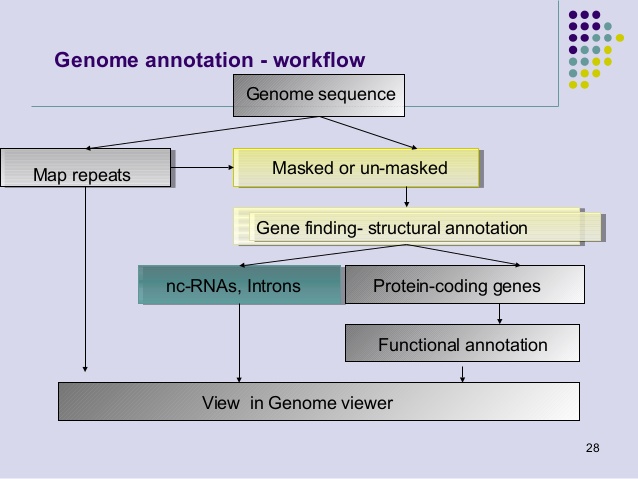 Genome annotation - workflow
Genome sequence
Map repeats
Masked or un-masked
Gene finding- structural annotation
nc-RNAs, Introns
Protein-coding genes
Functional annotation
View in Genome viewer
28